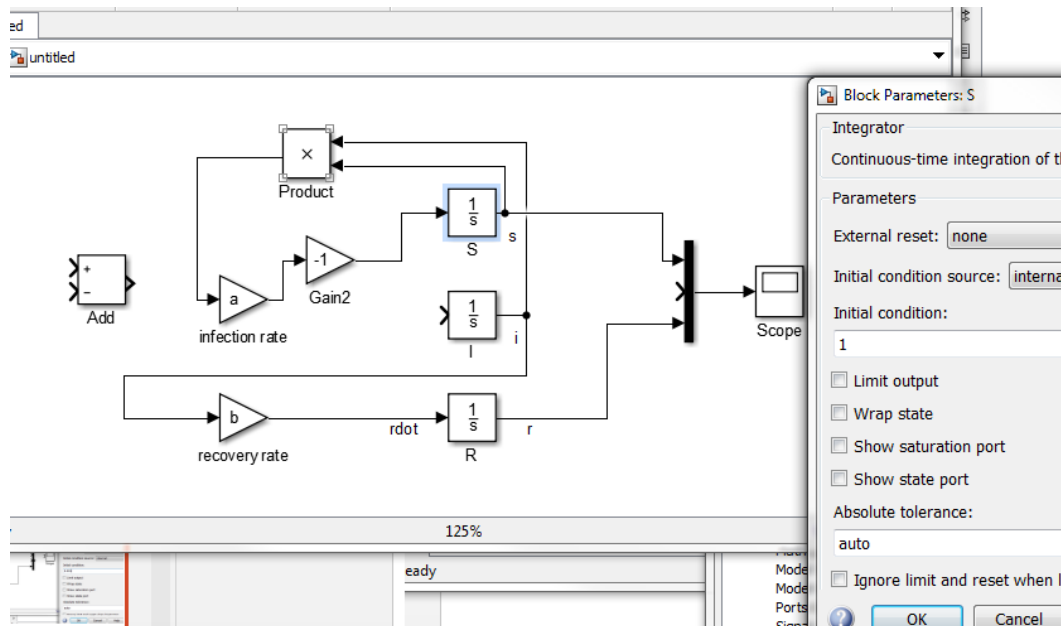 ed
untitled
Block Parameters: S
Integrator
Continuous-time integration of t
Parameters
External reset: none
Initial condition source: interna
Initial condition:
1
Limit output
Wrap state
Show saturation port
Show state port
Absolute tolerance:
auto
Ignore limit and reset when l
OK Cancel
×
Product
1
s
S
s
-1
Gain2
+
−
Add
a
infection rate
1
s
I
i
Scope
b
recovery rate
rdot
1
s
R
r
125%
eady
Mode
Mode
Ports